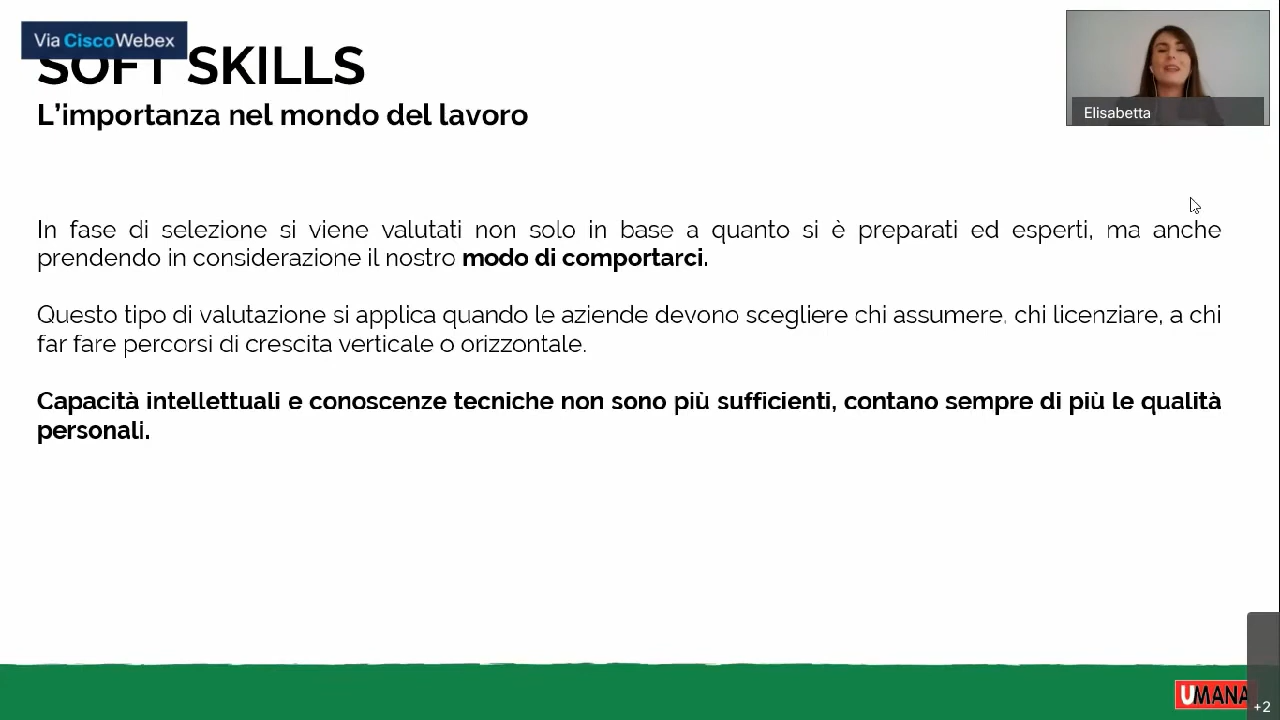 Via Cisco Webex
SOFT SKILLS
L'importanza nel mondo del lavoro
Elisabetta
In fase di selezione si viene valutati non solo in base a quanto si è preparati ed esperti, ma anche
prendendo in considerazione il nostro modo di comportarci.
Questo tipo di valutazione si applica quando le aziende devono scegliere chi assumere, chi licenziare, a chi
far fare percorsi di crescita verticale o orizzontale.
Capacità intellettuali e conoscenze tecniche non sono più sufficienti, contano sempre di più le qualità
personali.
UMANA
+2